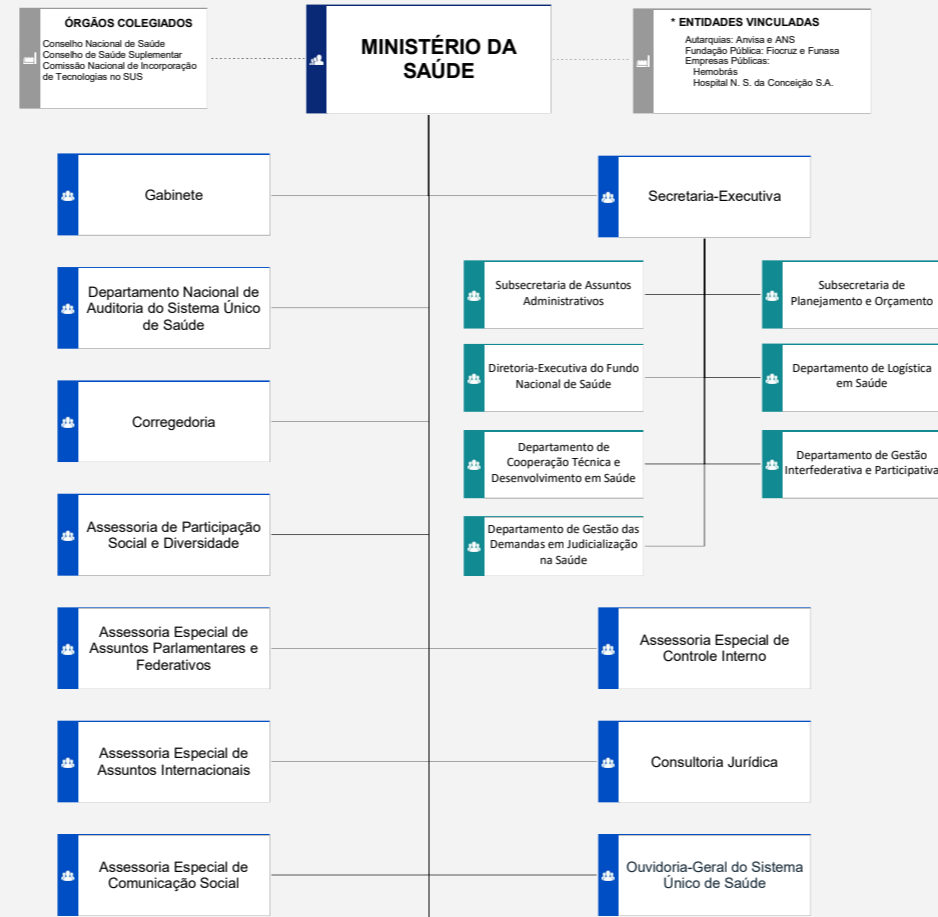 ÓRGÃOS COLEGIADOS
Conselho Nacional de Saúde
Conselho de Saúde Suplementar
Comissão Nacional de Incorporação
de Tecnologias no SUS
MINISTÉRIO DA
SAÚDE
* ENTIDADES VINCULADAS
Autarquias: Anvisa e ANS
Fundação Pública: Fiocruz e Funasa
Empresas Públicas:
Hemobrás
Hospital N. S. da Conceição S.A.
Gabinete
Secretaria-Executiva
Departamento Nacional de
Auditoria do Sistema Único
de Saúde
Subsecretaria de Assuntos
Administrativos
Subsecretaria de
Planejamento e Orçamento
Diretoria-Executiva do Fundo
Nacional de Saúde
Departamento de Logística
em Saúde
Corregedoria
Departamento de
Cooperação Técnica e
Desenvolvimento em Saúde
Departamento de Gestão
Interfederativa e Participativa
Assessoria de Participação
Social e Diversidade
Departamento de Gestão das
Demandas em Judicialização
na Saúde
Assessoria Especial de
Assuntos Parlamentares e
Federativos
Assessoria Especial de
Controle Interno
Assessoria Especial de
Assuntos Internacionais
Consultoria Jurídica
Assessoria Especial de
Comunicação Social
Ouvidoria-Geral do Sistema
Único de Saúde